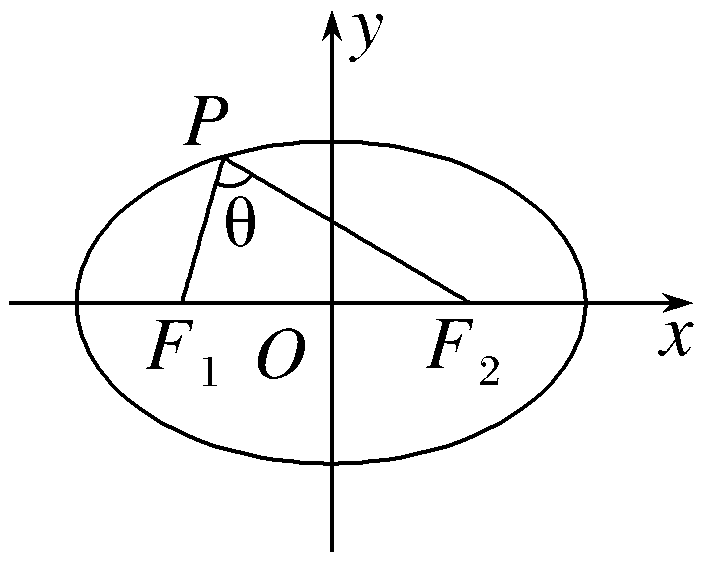 y
P
θ
F₁ O F₂ x